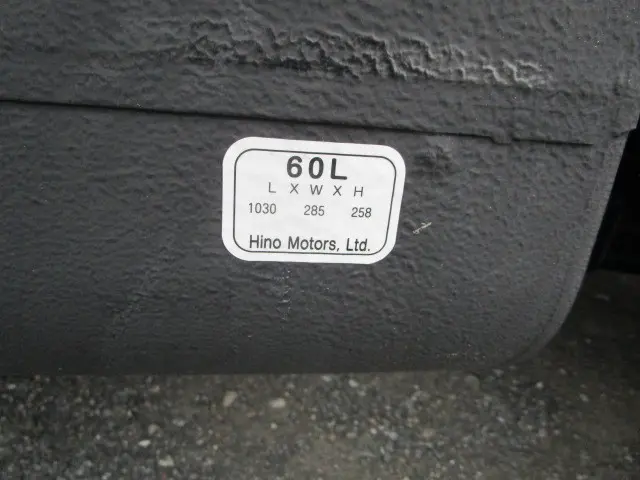 60L
L X W X H
1030 285 258
Hino Motors, Ltd.